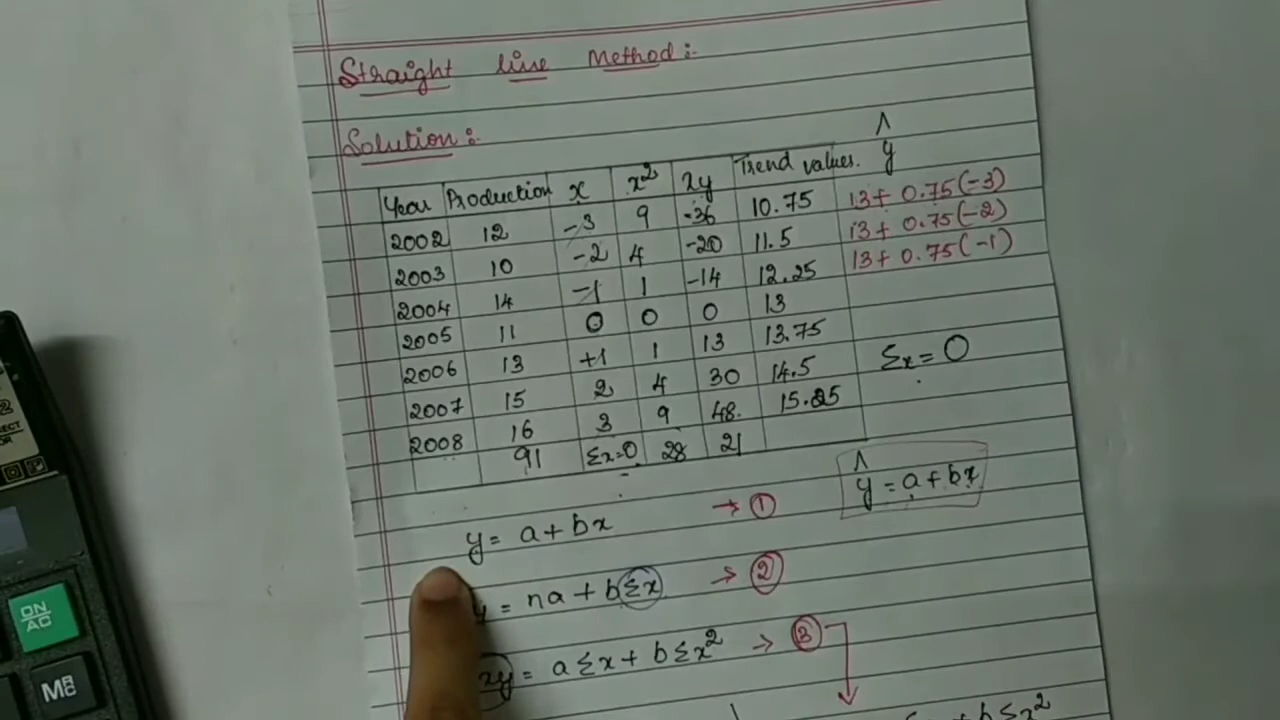 Straight line Method:
Solution:
Year Production x x² xy Trend values. ŷ
2002 12 -3 9 -36 10.75 13+ 0.75(-3)
2003 10 -2 4 -20 11.5 13+ 0.75(-2)
2004 14 -1 1 -14 12.25 13+ 0.75(-1)
2005 11 0 0 0 13
2006 13 +1 1 13 13.75 Σx = 0
2007 15 2 4 30 14.5
2008 16 3 9 48. 15.25
91 Σx=0 28 21
ŷ = a+bx
y= a+bx → ①
y = na + bΣx → ②
xy = aΣx + bΣx² → ③
+ bΣx²
ON/AC
M